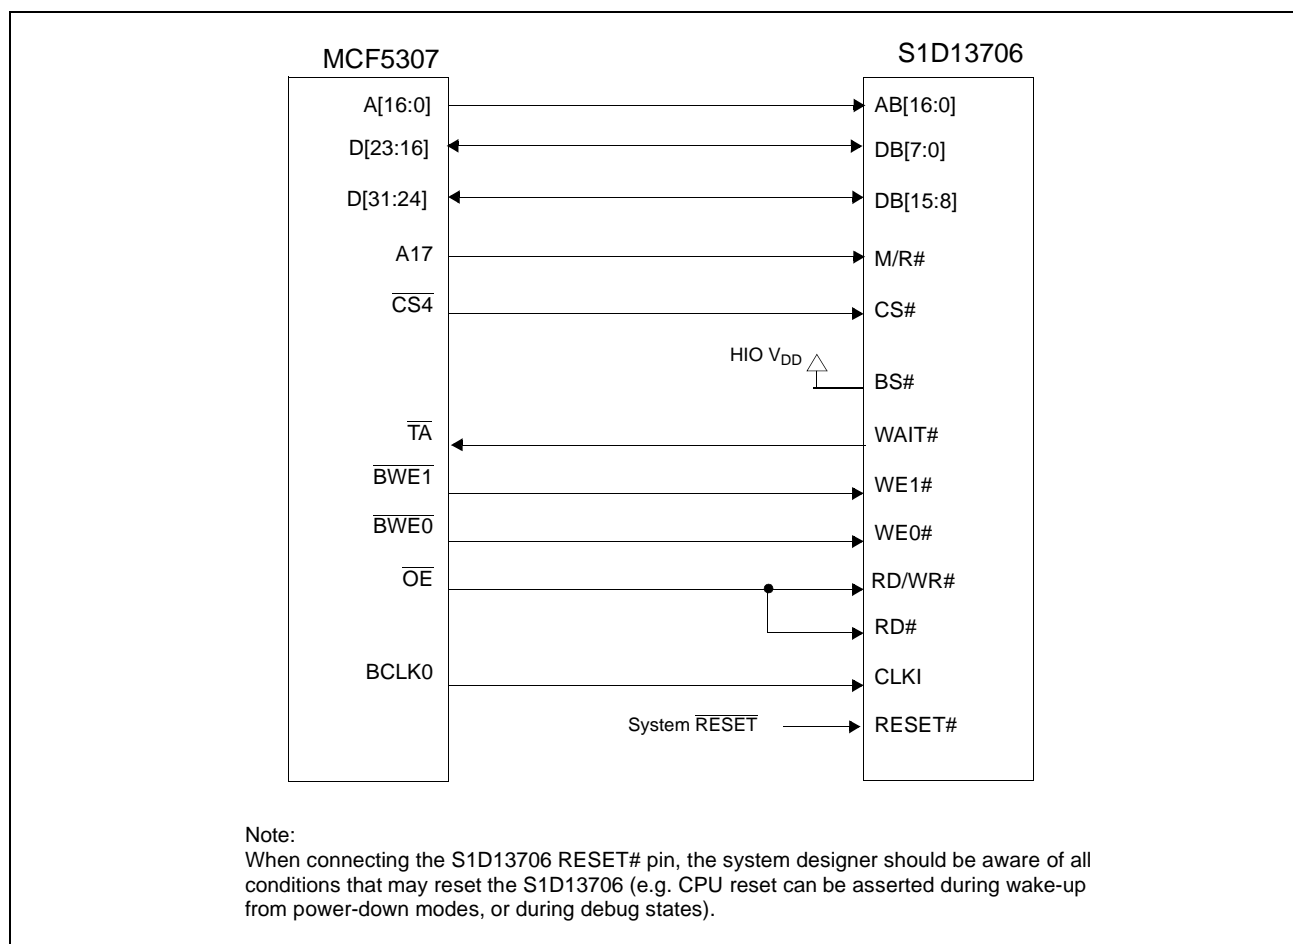 MCF5307 S1D13706
A[16:0] AB[16:0]
D[23:16] DB[7:0]
D[31:24] DB[15:8]
A17 M/R#
CS4 CS#
HIO VDD BS#
TA WAIT#
BWE1 WE1#
BWE0 WE0#
OE RD/WR#
RD#
BCLK0 CLKI
System RESET RESET#
Note:
When connecting the S1D13706 RESET# pin, the system designer should be aware of all
conditions that may reset the S1D13706 (e.g. CPU reset can be asserted during wake-up
from power-down modes, or during debug states).